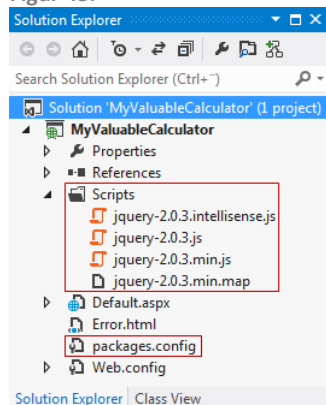 Solution Explorer
Search Solution Explorer (Ctrl+¨)
Solution 'MyValuableCalculator' (1 project)
MyValuableCalculator
Properties
References
Scripts
jquery-2.0.3.intellisense.js
jquery-2.0.3.js
jquery-2.0.3.min.js
jquery-2.0.3.min.map
Default.aspx
Error.html
packages.config
Web.config
Solution Explorer Class View